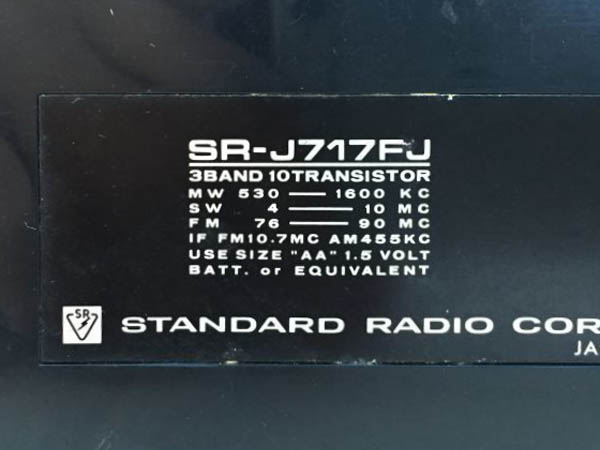 SR-J717FJ
3BAND 10TRANSISTOR
MW 530 — 1600 KC
SW 4 — 10 MC
FM 76 — 90 MC
IF FM10.7MC AM455KC
USE SIZE "AA" 1.5 VOLT
BATT. or EQUIVALENT
SR STANDARD RADIO COR
JA